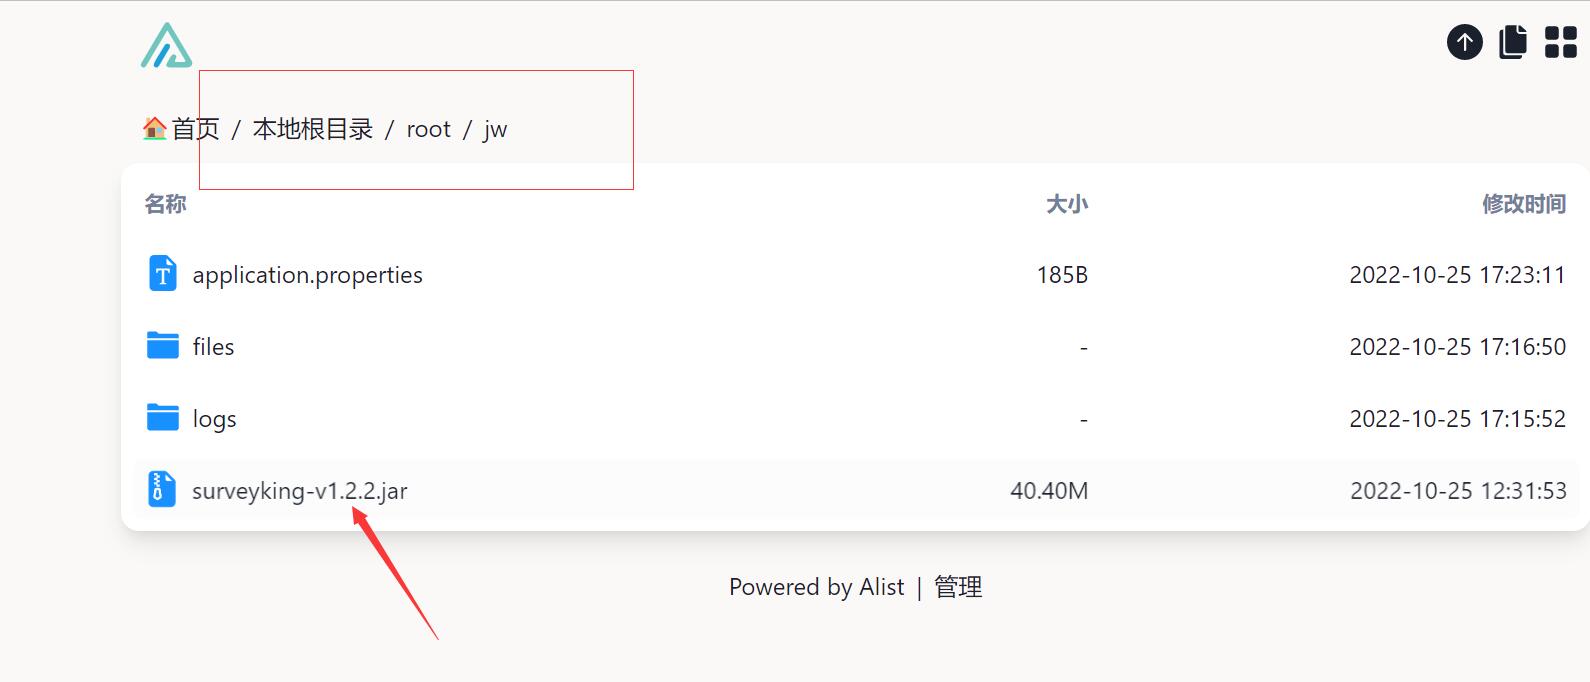 首页 / 本地根目录 / root / jw
名称 大小 修改时间
application.properties 185B 2022-10-25 17:23:11
files - 2022-10-25 17:16:50
logs - 2022-10-25 17:15:52
surveyking-v1.2.2.jar 40.40M 2022-10-25 12:31:53
Powered by Alist | 管理